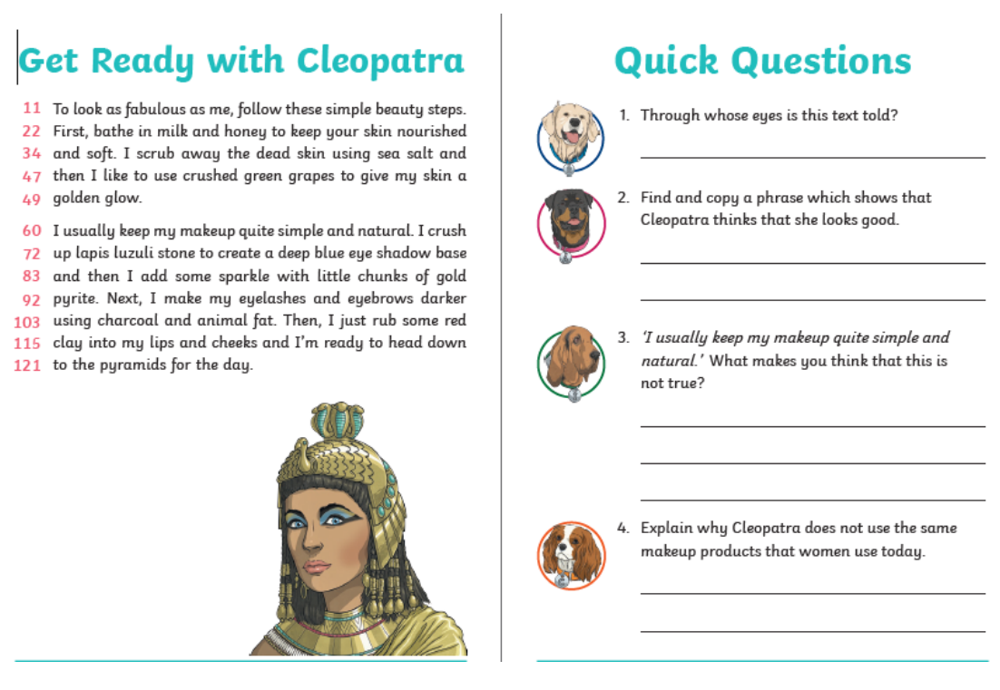 Get Ready with Cleopatra
11 To look as fabulous as me, follow these simple beauty steps.
22 First, bathe in milk and honey to keep your skin nourished
34 and soft. I scrub away the dead skin using sea salt and
47 then I like to use crushed green grapes to give my skin a
49 golden glow.
60 I usually keep my makeup quite simple and natural. I crush
72 up lapis luzuli stone to create a deep blue eye shadow base
83 and then I add some sparkle with little chunks of gold
92 pyrite. Next, I make my eyelashes and eyebrows darker
103 using charcoal and animal fat. Then, I just rub some red
115 clay into my lips and cheeks and I'm ready to head down
121 to the pyramids for the day.
Quick Questions
1. Through whose eyes is this text told?
2. Find and copy a phrase which shows that
Cleopatra thinks that she looks good.
3. 'I usually keep my makeup quite simple and
natural.' What makes you think that this is
not true?
4. Explain why Cleopatra does not use the same
makeup products that women use today.